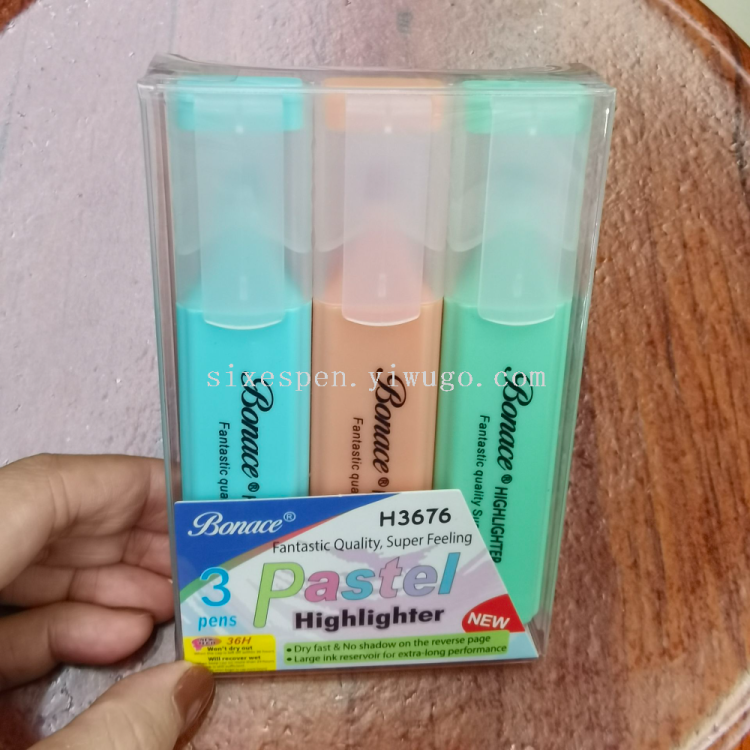 sixespen.yiwugo.com
Bonace
Fantastic qua
Bonace ® H
Fantastic qua
Bonace ® HIGHLIGHTER
Fantastic quality Su
Bonace®
H3676
Fantastic Quality, Super Feeling
3
pens
Pastel
Highlighter
NEW
36H
Won't dry out
Will recover wet
• Dry fast & No shadow on the reverse page
• Large ink reservoir for extra-long performance